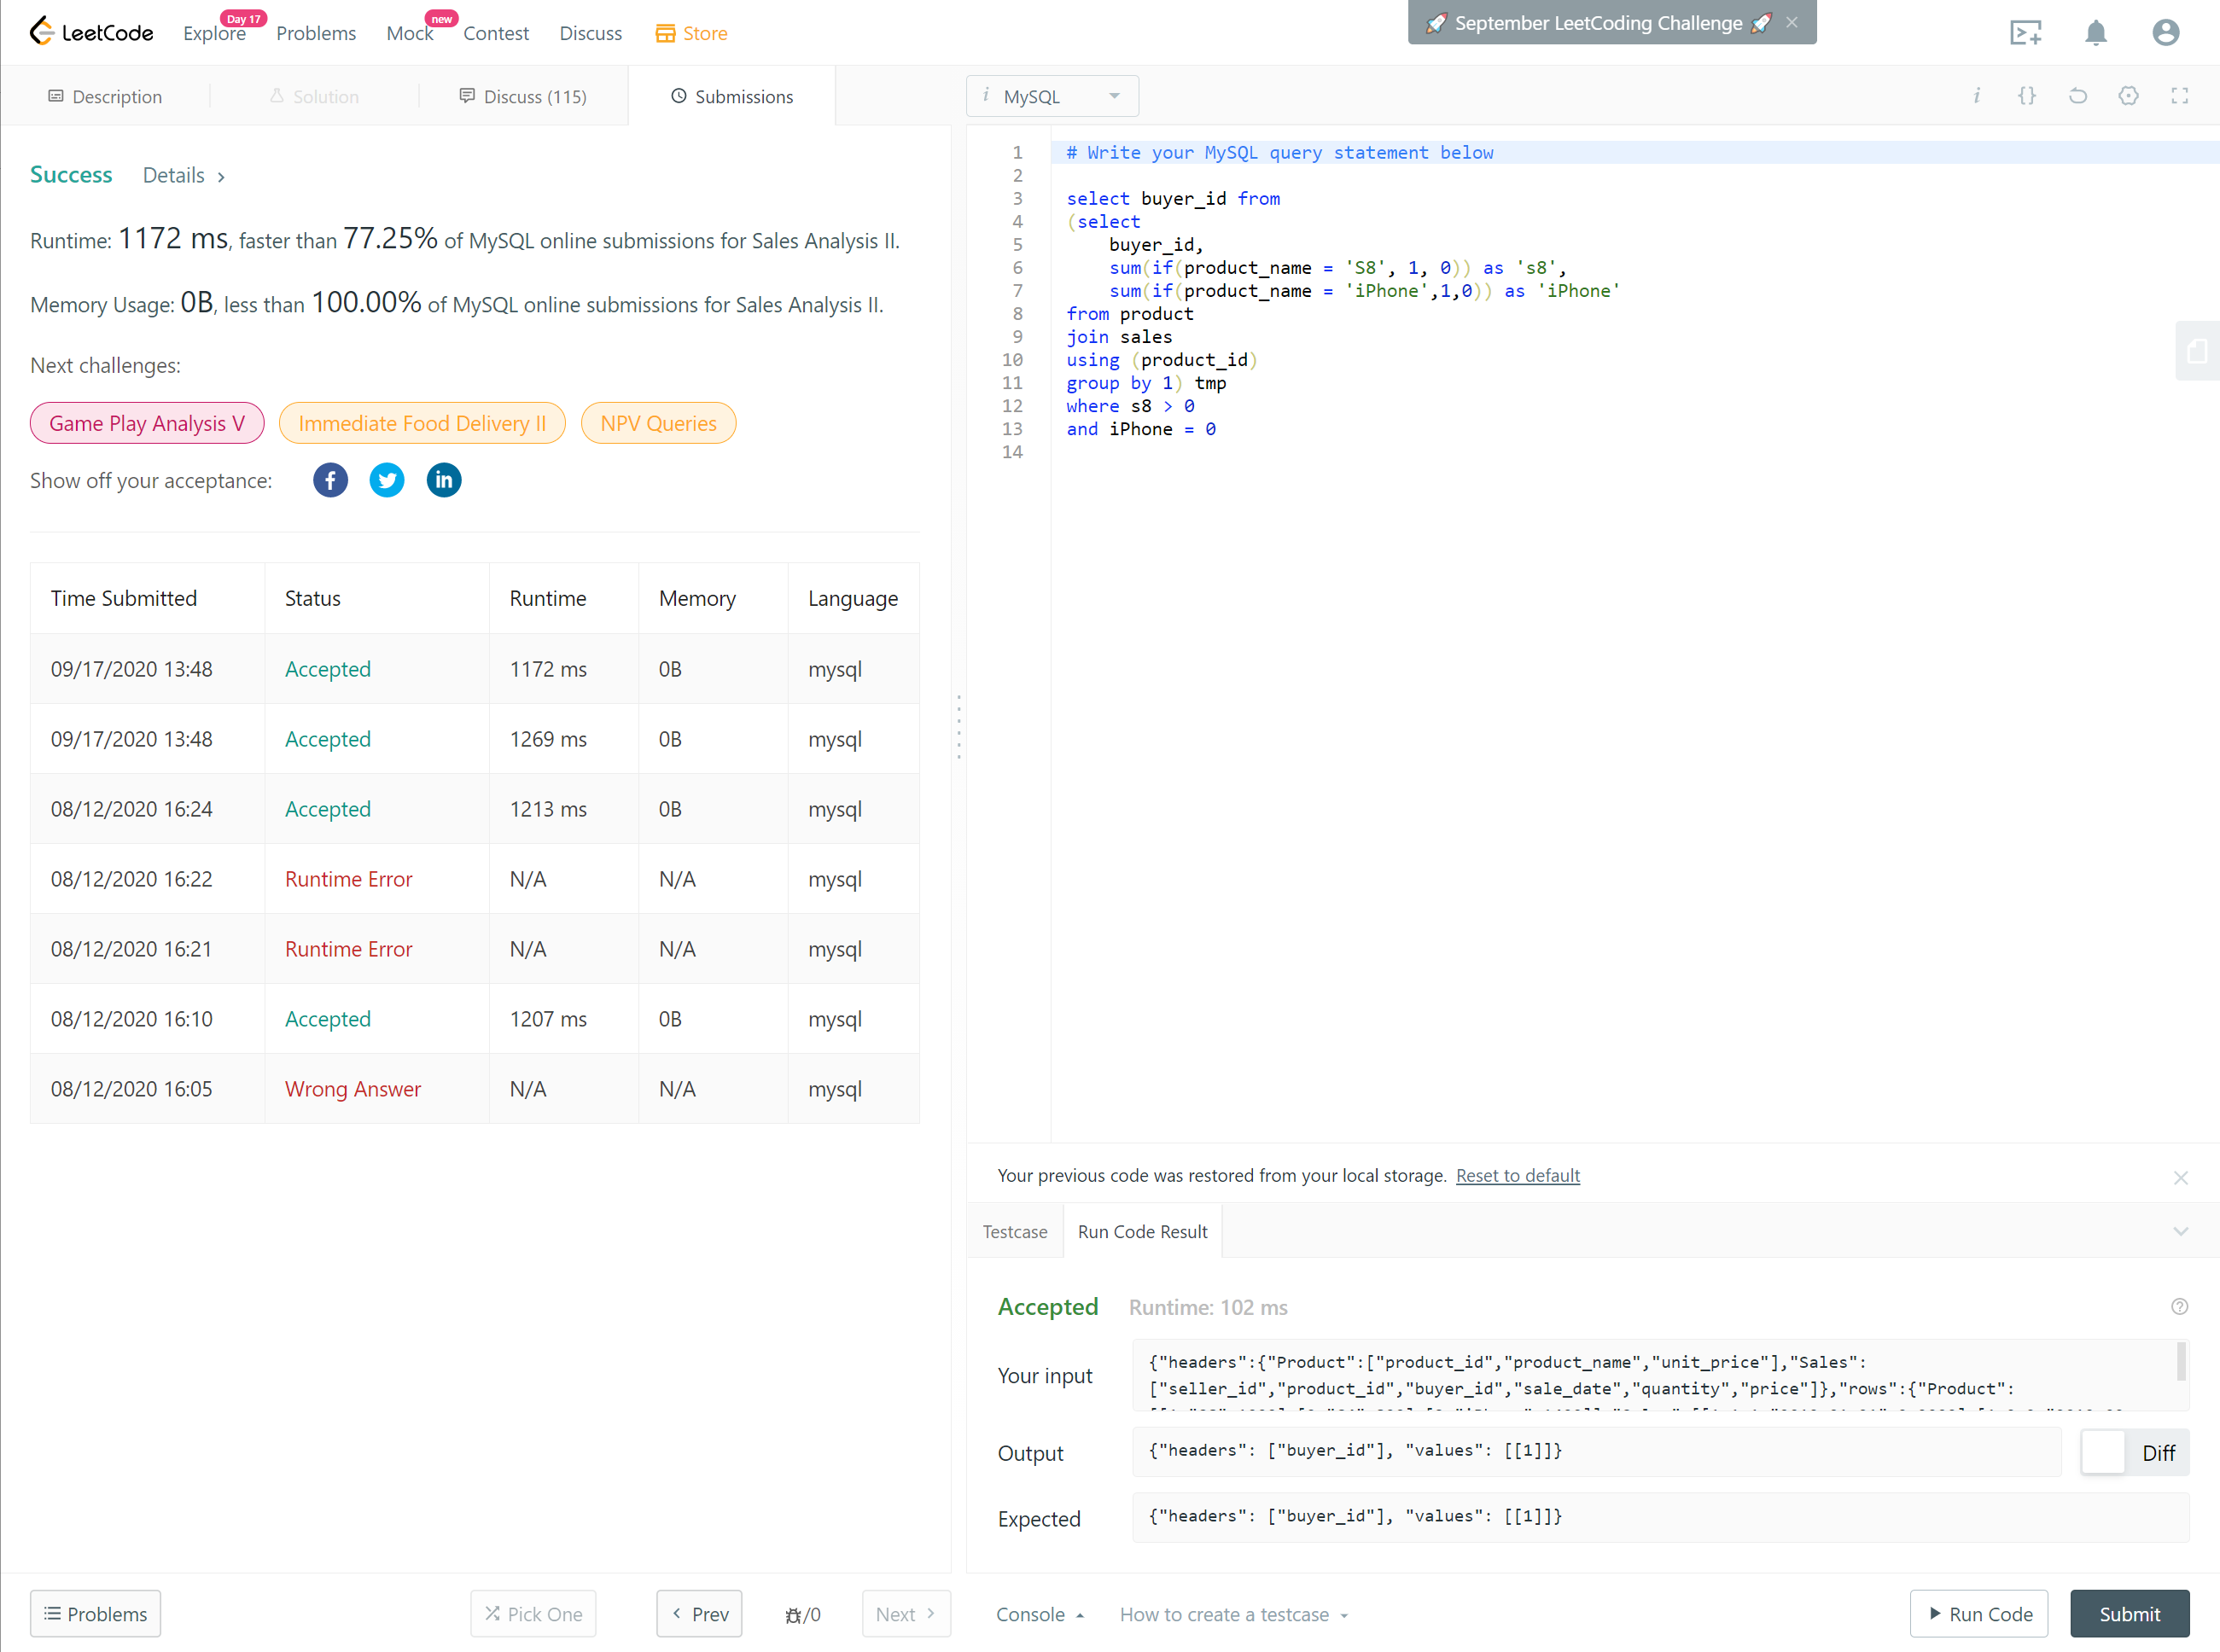 LeetCode
Explore Day 17 Problems Mock new Contest Discuss Store
🚀 September LeetCoding Challenge 🚀 ×
Description Solution Discuss (115) Submissions
i MySQL
Success Details >
Runtime: 1172 ms, faster than 77.25% of MySQL online submissions for Sales Analysis II.
Memory Usage: 0B, less than 100.00% of MySQL online submissions for Sales Analysis II.
Next challenges:
Game Play Analysis V Immediate Food Delivery II NPV Queries
Show off your acceptance:
Time Submitted Status Runtime Memory Language
09/17/2020 13:48 Accepted 1172 ms 0B mysql
09/17/2020 13:48 Accepted 1269 ms 0B mysql
08/12/2020 16:24 Accepted 1213 ms 0B mysql
08/12/2020 16:22 Runtime Error N/A N/A mysql
08/12/2020 16:21 Runtime Error N/A N/A mysql
08/12/2020 16:10 Accepted 1207 ms 0B mysql
08/12/2020 16:05 Wrong Answer N/A N/A mysql
1 # Write your MySQL query statement below
2
3 select buyer_id from
4 (select
5     buyer_id,
6     sum(if(product_name = 'S8', 1, 0)) as 's8',
7     sum(if(product_name = 'iPhone',1,0)) as 'iPhone'
8 from product
9 join sales
10 using (product_id)
11 group by 1) tmp
12 where s8 > 0
13 and iPhone = 0
14
Your previous code was restored from your local storage. Reset to default
Testcase Run Code Result
Accepted Runtime: 102 ms
Your input
{"headers":{"Product":["product_id","product_name","unit_price"],"Sales":
["seller_id","product_id","buyer_id","sale_date","quantity","price"]},"rows":{"Product":
Output {"headers": ["buyer_id"], "values": [[1]]} Diff
Expected {"headers": ["buyer_id"], "values": [[1]]}
Problems Pick One < Prev /0 Next >
Console How to create a testcase Run Code Submit